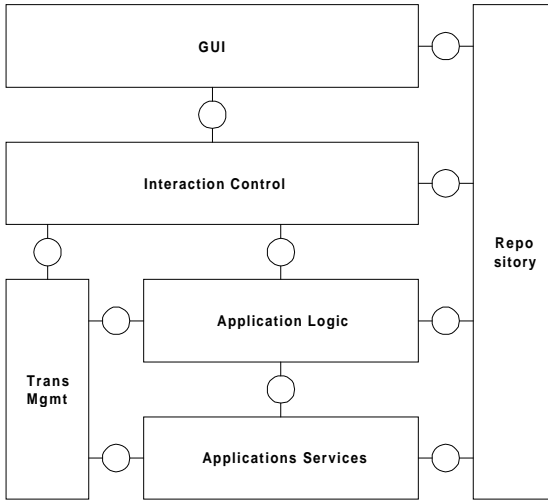 GUI
Interaction Control
Repo
sitory
Application Logic
Trans
Mgmt
Applications Services